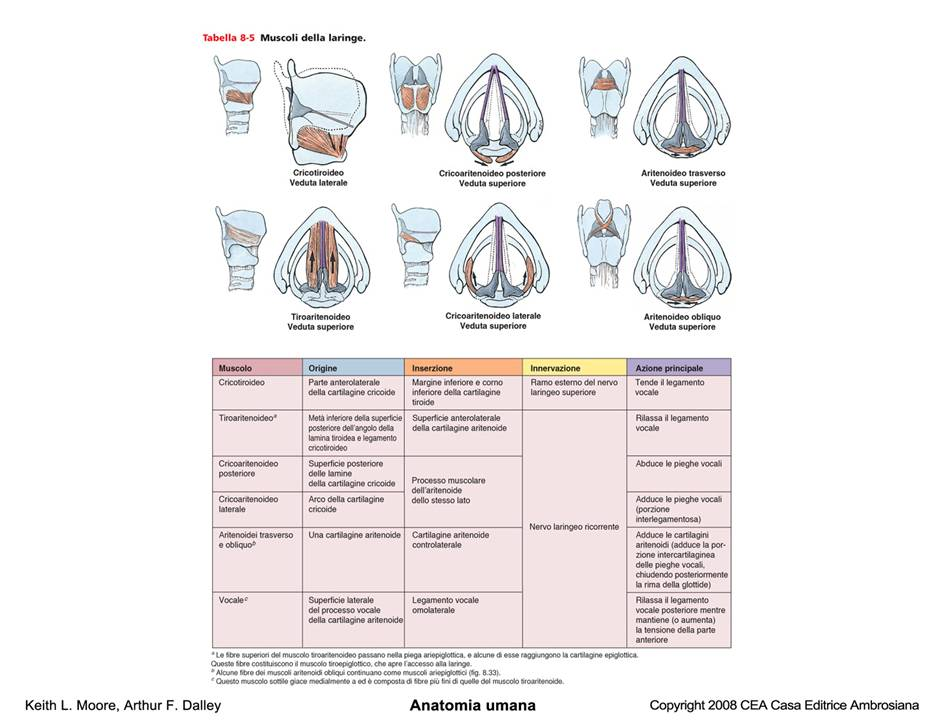 Tabella 8-5 Muscoli della laringe.
Cricotiroideo
Veduta laterale
Cricoaritenoideo posteriore
Veduta superiore
Aritenoideo trasverso
Veduta superiore
Tiroaritenoideo
Veduta superiore
Cricoaritenoideo laterale
Veduta superiore
Aritenoideo obliquo
Veduta superiore
Muscolo
Origine
Inserzione
Innervazione
Azione principale
Cricotiroideo
Parte anterolaterale
della cartilagine cricoide
Margine inferiore e corno
inferiore della cartilagine
tiroide
Ramo esterno del nervo
laringeo superiore
Tende il legamento
vocale
Tiroaritenoideoᵃ
Metà inferiore della superficie
posteriore dell'angolo della
lamina tiroidea e legamento
cricotiroideo
Superficie anterolaterale
della cartilagine aritenoide
Nervo laringeo ricorrente
Rilassa il legamento
vocale
Cricoaritenoideo
posteriore
Superficie posteriore
delle lamine
della cartilagine cricoide
Processo muscolare
dell'aritenoide
dello stesso lato
Abduce le pieghe vocali
Cricoaritenoideo
laterale
Arco della cartilagine
cricoide
Adduce le pieghe vocali
(porzione
interlegamentosa)
Aritenoidei trasverso
e obliquoᵇ
Una cartilagine aritenoide
Cartilagine aritenoide
controlaterale
Adduce le cartilagini
aritenoidi (adduce la por-
zione intercartilaginea
delle pieghe vocali,
chiudendo posteriormente
la rima della glottide)
Vocaleᶜ
Superficie laterale
del processo vocale
della cartilagine aritenoide
Legamento vocale
omolaterale
Rilassa il legamento
vocale posteriore mentre
mantiene (o aumenta)
la tensione della parte
anteriore
ᵃ Le fibre superiori del muscolo tiroaritenoideo passano nella piega ariepiglottica, e alcune di esse raggiungono la cartilagine epiglottica.
Queste fibre costituiscono il muscolo tiroepiglottico, che apre l'accesso alla laringe.
ᵇ Alcune fibre dei muscoli aritenoidi obliqui continuano come muscoli ariepiglottici (fig. 8.33).
ᶜ Questo muscolo sottile giace medialmente a ed è composto di fibre più fini di quelle del muscolo tiroaritenoide.
Keith L. Moore, Arthur F. Dalley
Anatomia umana
Copyright 2008 CEA Casa Editrice Ambrosiana